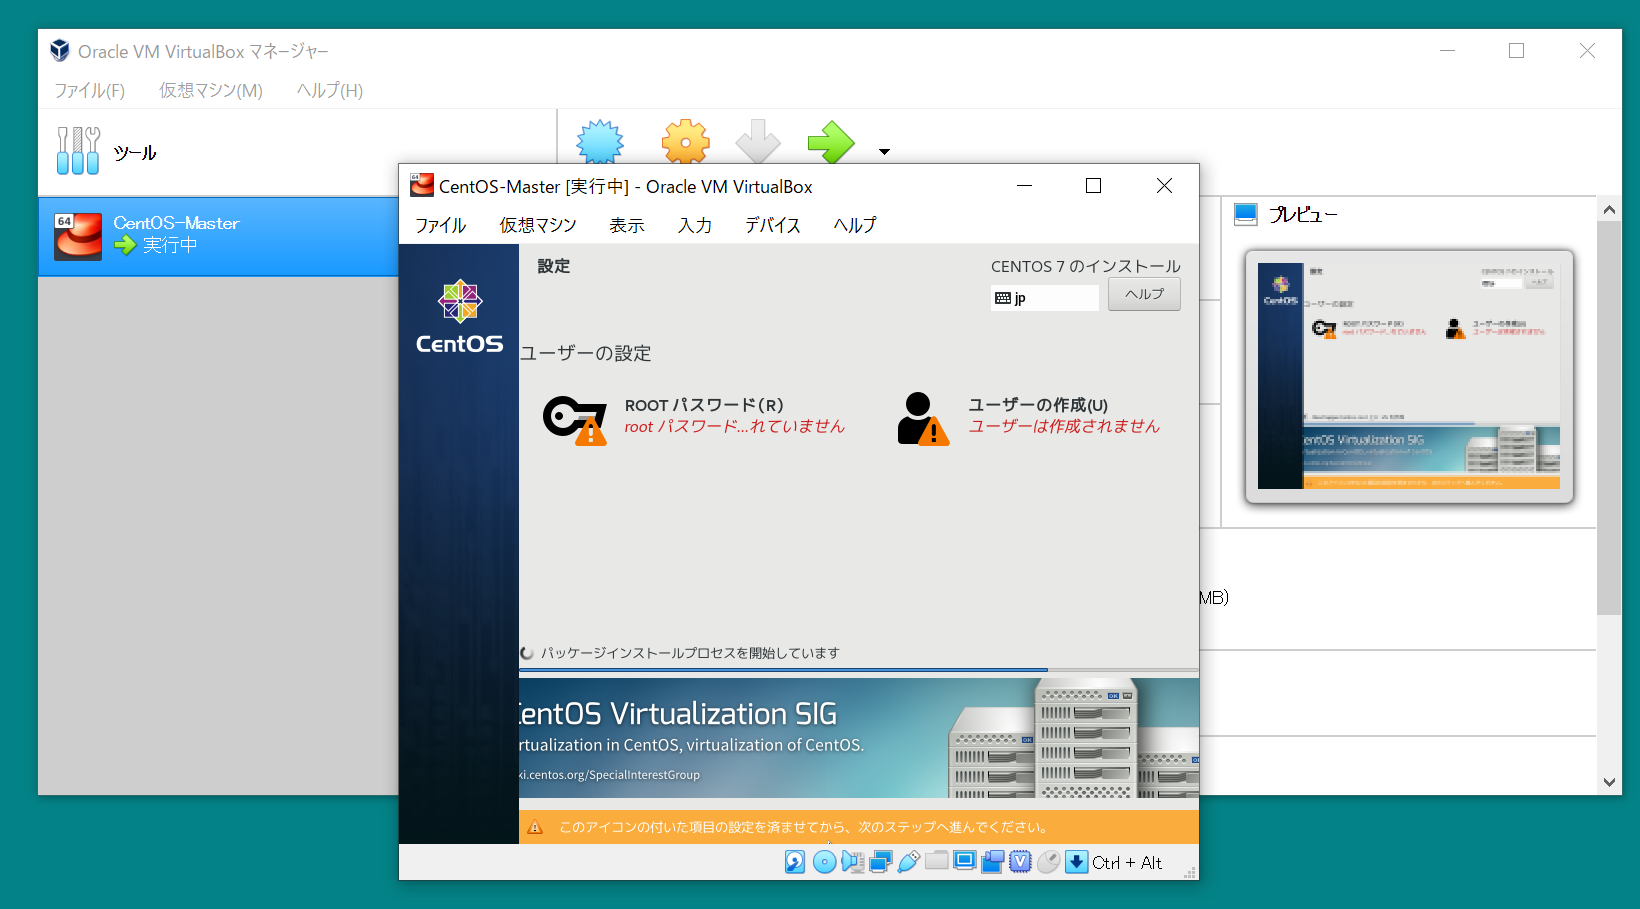 Oracle VM VirtualBox マネージャー
ファイル(F) 仮想マシン(M) ヘルプ(H)
ツール
64
CentOS-Master
実行中
プレビュー
MB)
64
CentOS-Master [実行中] - Oracle VM VirtualBox
ファイル 仮想マシン 表示 入力 デバイス ヘルプ
設定
CENTOS 7 のインストール
jp
ヘルプ
CentOS
ユーザーの設定
ROOT パスワード(R)
root パスワード...れていません
ユーザーの作成(U)
ユーザーは作成されません
パッケージインストールプロセスを開始しています
CentOS Virtualization SIG
rtualization in CentOS, virtualization of CentOS.
ki.centos.org/SpecialInterestGroup
このアイコンの付いた項目の設定を済ませてから、次のステップへ進んでください。
Ctrl + Alt